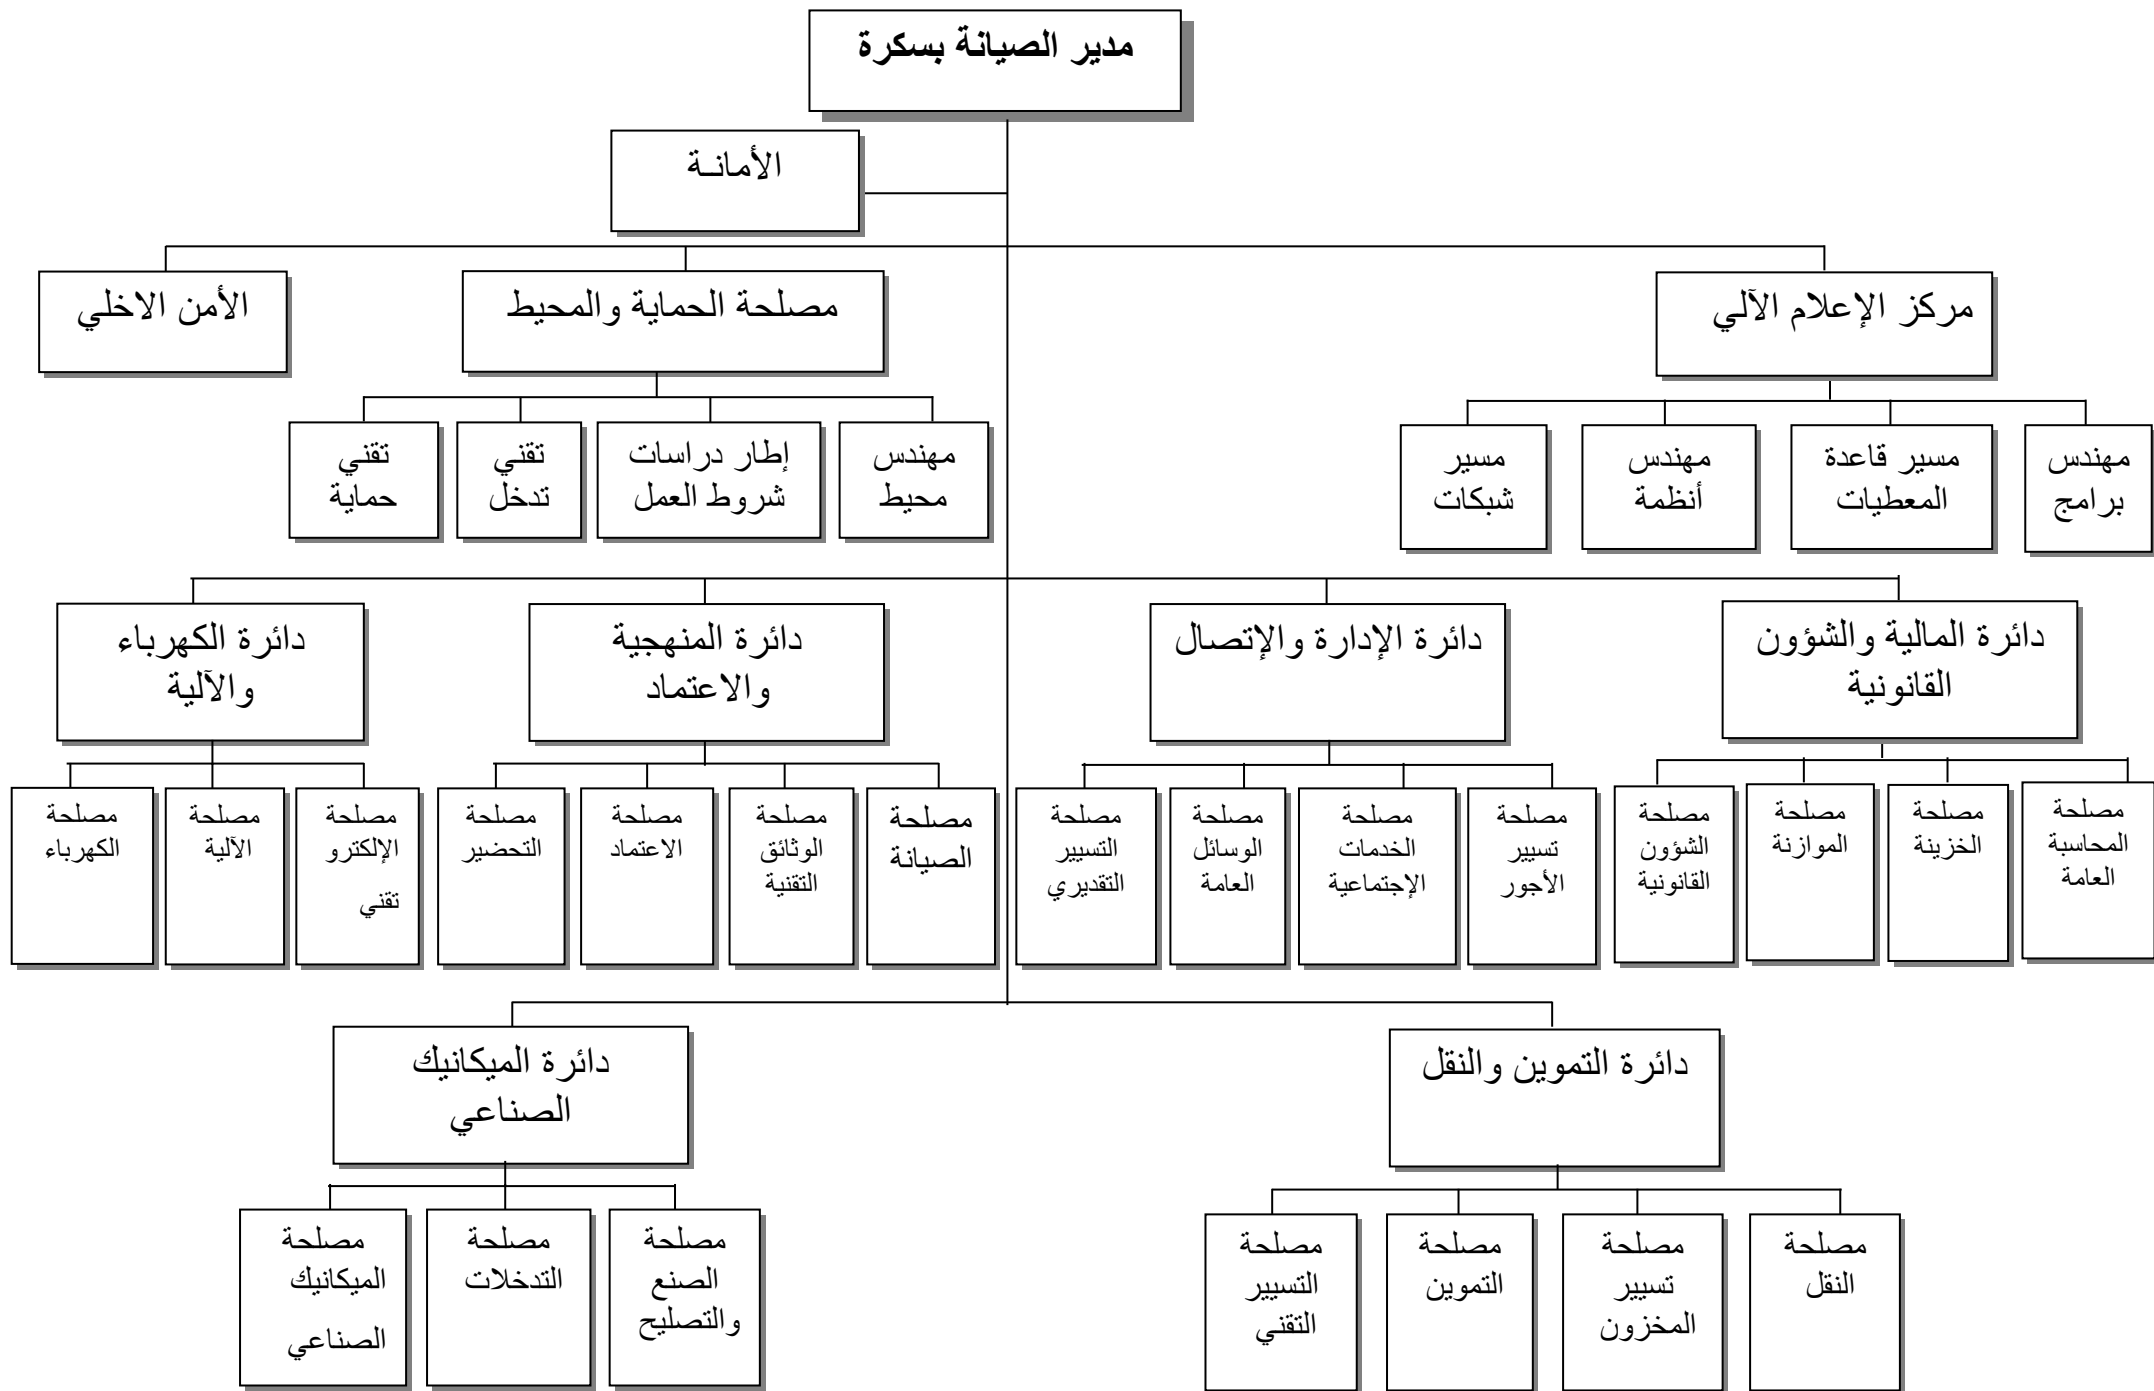 مدير الصيانة بسكرة
الأمانـة
مركز الإعلام الآلي
مصلحة الحماية والمحيط
الأمن الاخلي
مهندس
برامج
مسير قاعدة
المعطيات
مهندس
أنظمة
مسير
شبكات
مهندس
محيط
إطار دراسات
شروط العمل
تقني
تدخل
تقني
حماية
دائرة المالية والشؤون
القانونية
دائرة الإدارة والإتصال
دائرة المنهجية
والاعتماد
دائرة الكهرباء
والآلية
مصلحة
المحاسبة
العامة
مصلحة
الخزينة
مصلحة
الموازنة
مصلحة
الشؤون
القانونية
مصلحة
تسيير
الأجور
مصلحة
الخدمات
الإجتماعية
مصلحة
الوسائل
العامة
مصلحة
التسيير
التقديري
مصلحة
الصيانة
مصلحة
الوثائق
التقنية
مصلحة
الاعتماد
مصلحة
التحضير
مصلحة
الإلكترو
تقني
مصلحة
الآلية
مصلحة
الكهرباء
دائرة التموين والنقل
دائرة الميكانيك
الصناعي
مصلحة
النقل
مصلحة
تسيير
المخزون
مصلحة
التموين
مصلحة
التسيير
التقني
مصلحة
الصنع
والتصليح
مصلحة
التدخلات
مصلحة
الميكانيك
الصناعي